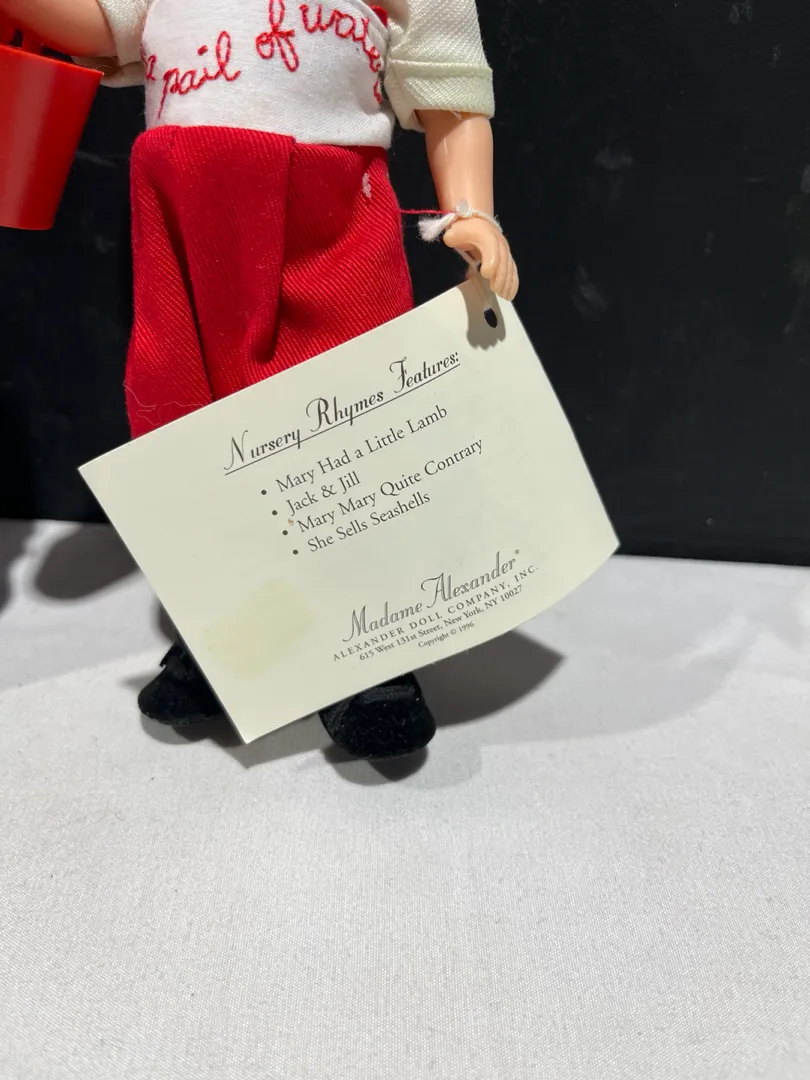 a pail of water
Nursery Rhymes Features:
• Mary Had a Little Lamb
• Jack & Jill
• Mary Mary Quite Contrary
• She Sells Seashells
Madame Alexander®
ALEXANDER DOLL COMPANY, INC.
615 West 131st Street, New York, NY 10027
Copyright © 1996